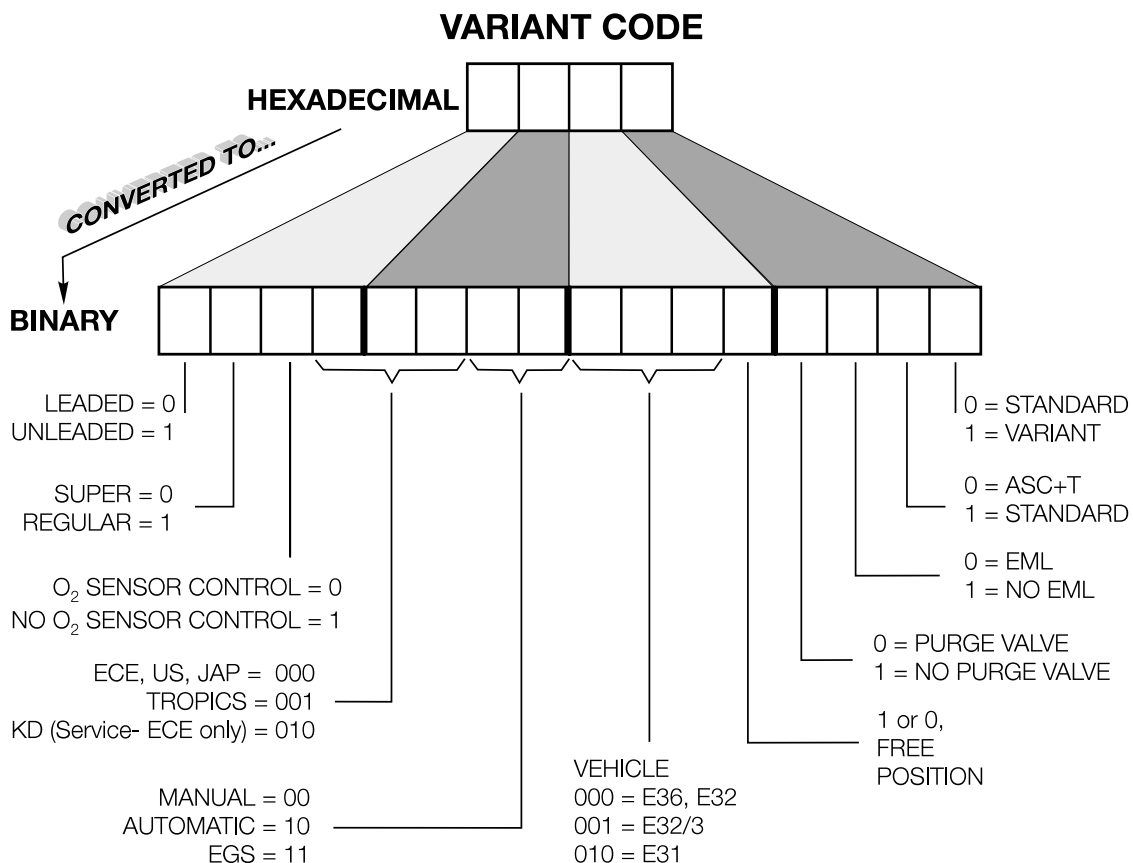 VARIANT CODE
HEXADECIMAL
CONVERTED TO...
BINARY
LEADED = 0
UNLEADED = 1
SUPER = 0
REGULAR = 1
O₂ SENSOR CONTROL = 0
NO O₂ SENSOR CONTROL = 1
ECE, US, JAP = 000
TROPICS = 001
KD (Service- ECE only) = 010
MANUAL = 00
AUTOMATIC = 10
EGS = 11
VEHICLE
000 = E36, E32
001 = E32/3
010 = E31
1 or 0,
FREE
POSITION
0 = PURGE VALVE
1 = NO PURGE VALVE
0 = EML
1 = NO EML
0 = ASC+T
1 = STANDARD
0 = STANDARD
1 = VARIANT